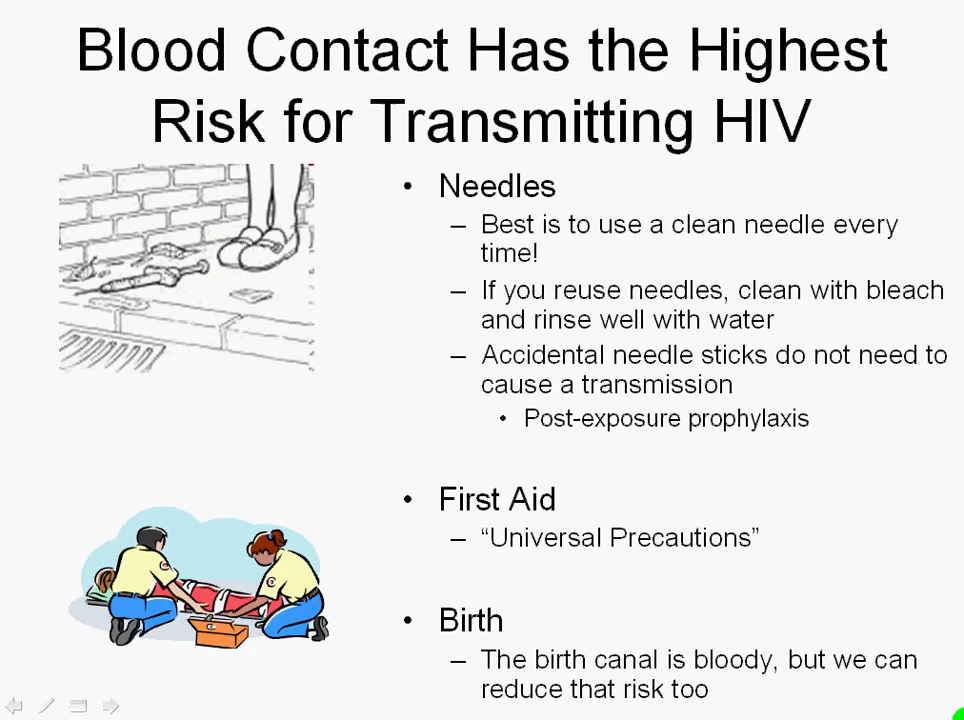 Blood Contact Has the Highest
Risk for Transmitting HIV
• Needles
– Best is to use a clean needle every
time!
– If you reuse needles, clean with bleach
and rinse well with water
– Accidental needle sticks do not need to
cause a transmission
• Post-exposure prophylaxis
• First Aid
– “Universal Precautions”
• Birth
– The birth canal is bloody, but we can
reduce that risk too